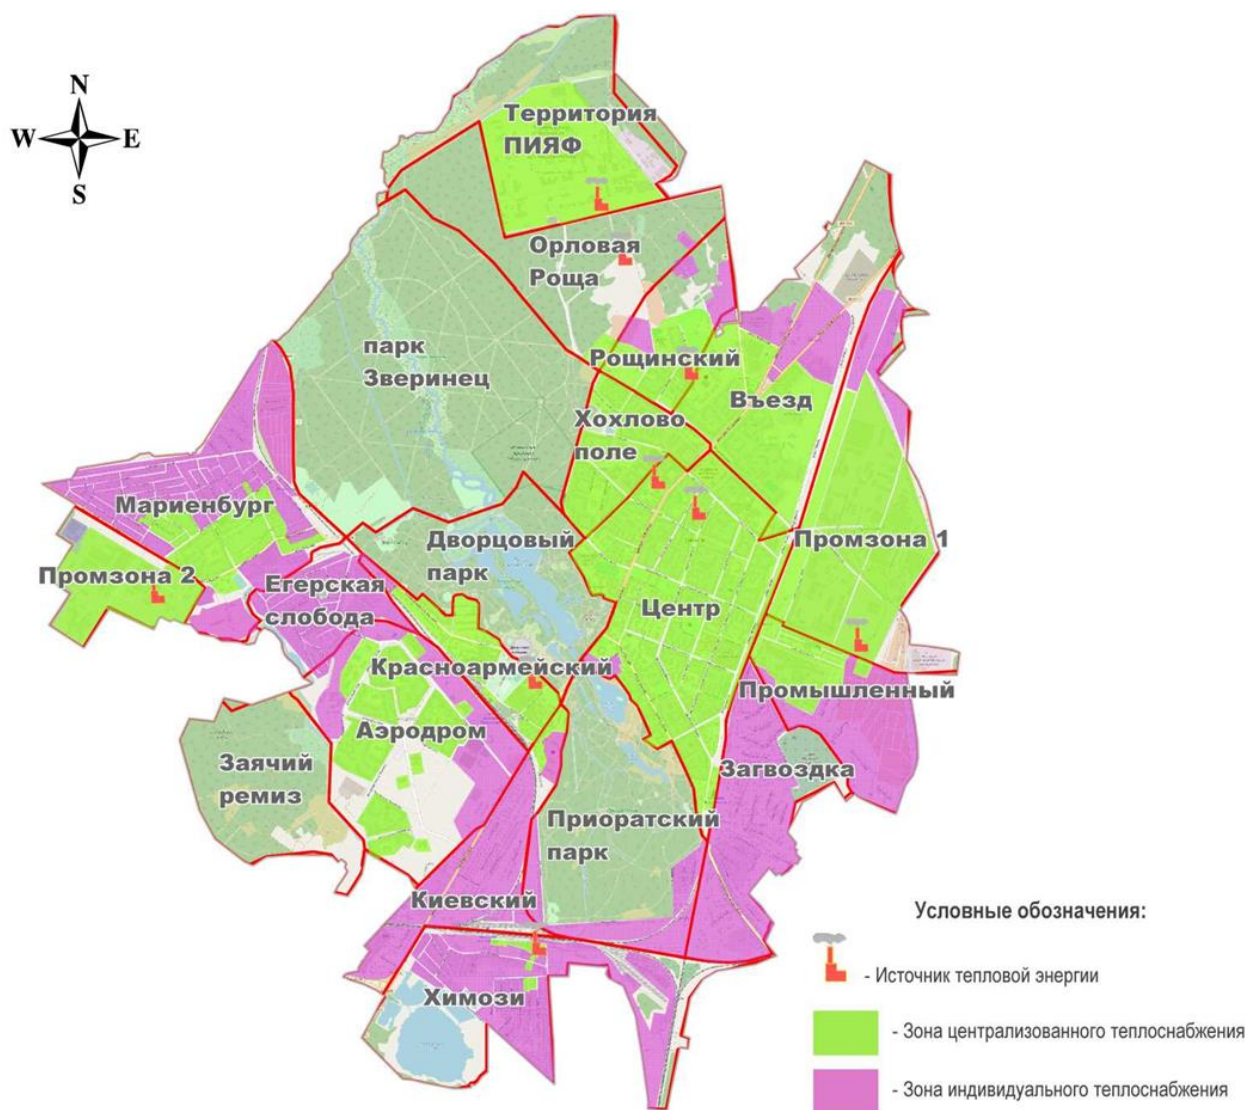 N
W E
S
Территория
ПИЯФ
Орловая
Роща
парк
Зверинец
Рощинский
Въезд
Хохлово
поле
Мариенбург
Дворцовый
парк
Промзона 1
Промзона 2
Егерская
слобода
Центр
Красноармейский
Промышленный
Аэродром
Заячий
ремиз
Загвоздка
Приоратский
парк
Киевский
Химози
Условные обозначения:
- Источник тепловой энергии
- Зона централизованного теплоснабжения
- Зона индивидуального теплоснабжения